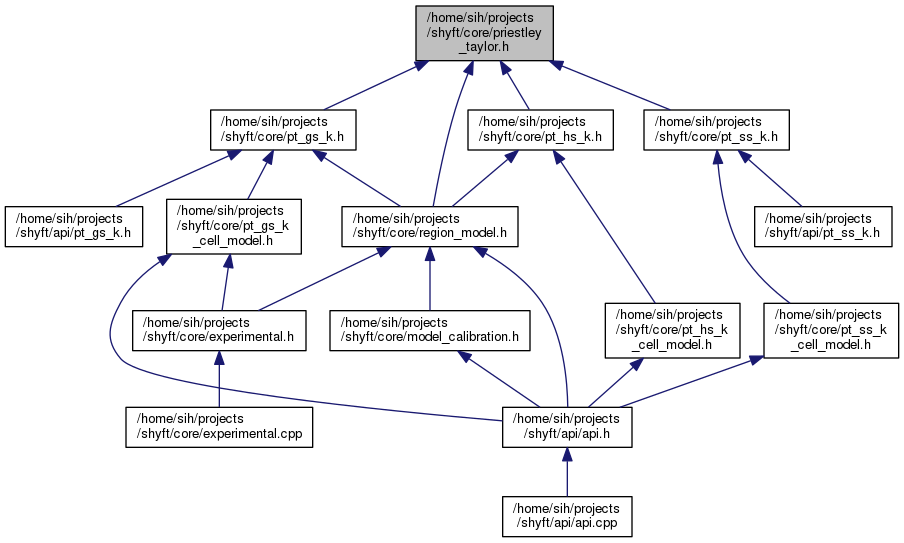 /home/sih/projects
/shyft/core/priestley
_taylor.h
/home/sih/projects
/shyft/core/pt_gs_k.h
/home/sih/projects
/shyft/core/pt_hs_k.h
/home/sih/projects
/shyft/core/pt_ss_k.h
/home/sih/projects
/shyft/api/pt_gs_k.h
/home/sih/projects
/shyft/core/pt_gs_k
_cell_model.h
/home/sih/projects
/shyft/core/region_model.h
/home/sih/projects
/shyft/api/pt_ss_k.h
/home/sih/projects
/shyft/core/experimental.h
/home/sih/projects
/shyft/core/model_calibration.h
/home/sih/projects
/shyft/core/pt_hs_k
_cell_model.h
/home/sih/projects
/shyft/core/pt_ss_k
_cell_model.h
/home/sih/projects
/shyft/core/experimental.cpp
/home/sih/projects
/shyft/api/api.h
/home/sih/projects
/shyft/api/api.cpp